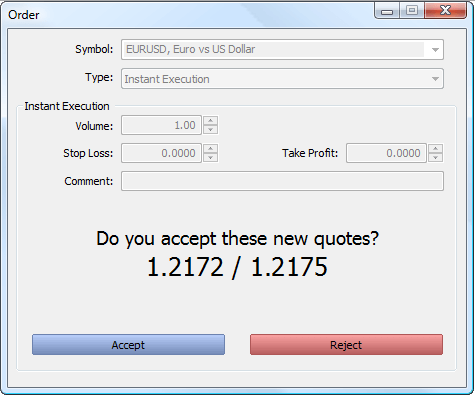 Order
Symbol: EURUSD, Euro vs US Dollar
Type: Instant Execution
Instant Execution
Volume: 1.00
Stop Loss: 0.0000 Take Profit: 0.0000
Comment:
Do you accept these new quotes?
1.2172 / 1.2175
Accept Reject